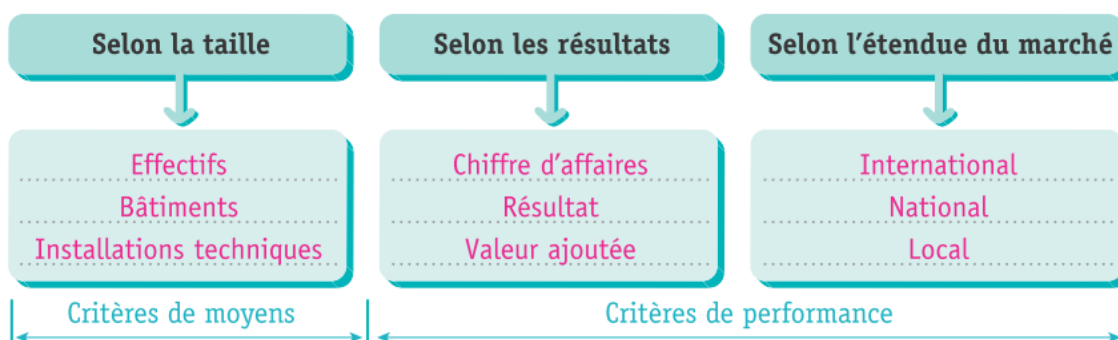 Selon la taille
Selon les résultats
Selon l'étendue du marché
Effectifs
Bâtiments
Installations techniques
Chiffre d'affaires
Résultat
Valeur ajoutée
International
National
Local
Critères de moyens
Critères de performance